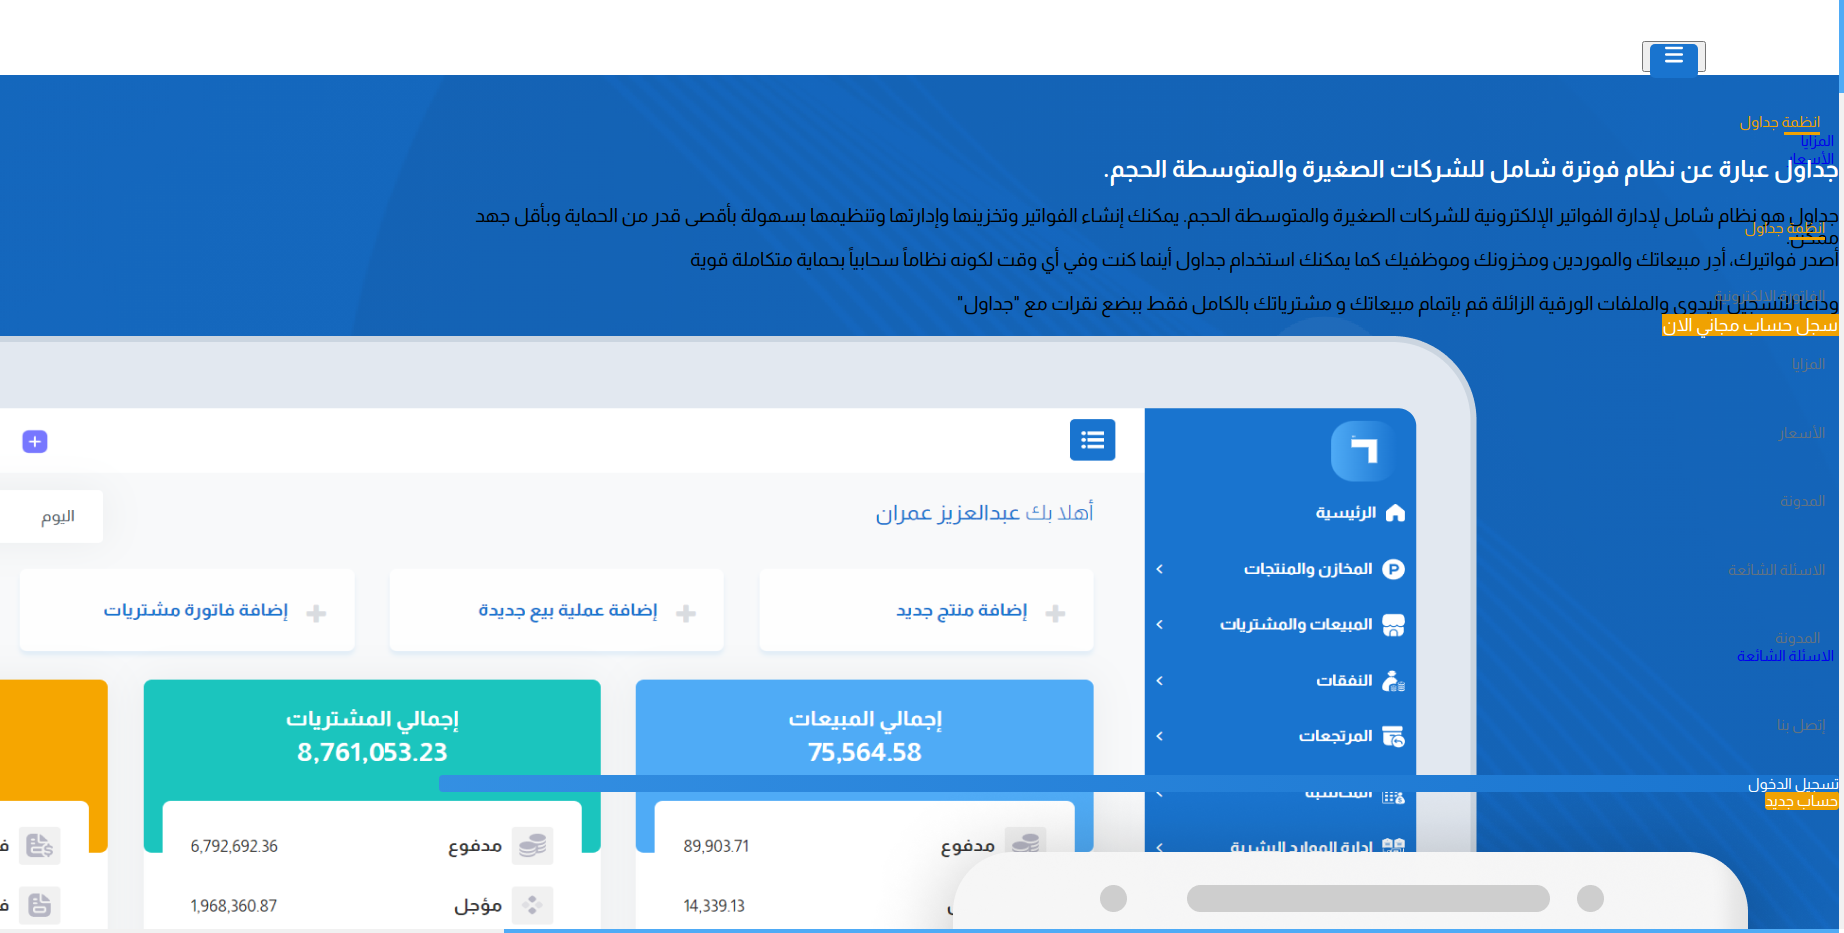 انظمة جداول
المزايا
الأسعار
جداول عبارة عن نظام فوترة شامل للشركات الصغيرة والمتوسطة الحجم.
جداول هو نظام شامل لإدارة الفواتير الإلكترونية للشركات الصغيرة والمتوسطة الحجم. يمكنك إنشاء الفواتير وتخزينها وإدارتها وتنظيمها بسهولة بأقصى قدر من الحماية وبأقل جهد
ممكن.
انظمة جداول
أصدر فواتيرك، أدِر مبيعاتك والموردين ومخزونك وموظفيك كما يمكنك استخدام جداول أينما كنت وفي أي وقت لكونه نظاماً سحابياً بحماية متكاملة قوية
الفاتورة الإلكترونية
وداعا للتسجيل اليدوي والملفات الورقية الزائلة قم بإتمام مبيعاتك و مشترياتك بالكامل فقط ببضع نقرات مع "جداول"
سجل حساب مجاني الان
المزايا
الأسعار
المدونة
الاسئلة الشائعة
المدونة
الاسئلة الشائعة
إتصل بنا
تسجيل الدخول
حساب جديد
الرئيسية
المخازن والمنتجات
المبيعات والمشتريات
النفقات
المرتجعات
المحاسبة
إدارة الموارد البشرية
أهلا بك عبدالعزيز عمران
اليوم
إضافة منتج جديد
إضافة عملية بيع جديدة
إضافة فاتورة مشتريات
إجمالي المبيعات
75,564.58
مدفوع 89,903.71
14,339.13
إجمالي المشتريات
8,761,053.23
مدفوع 6,792,692.36
مؤجل 1,968,360.87